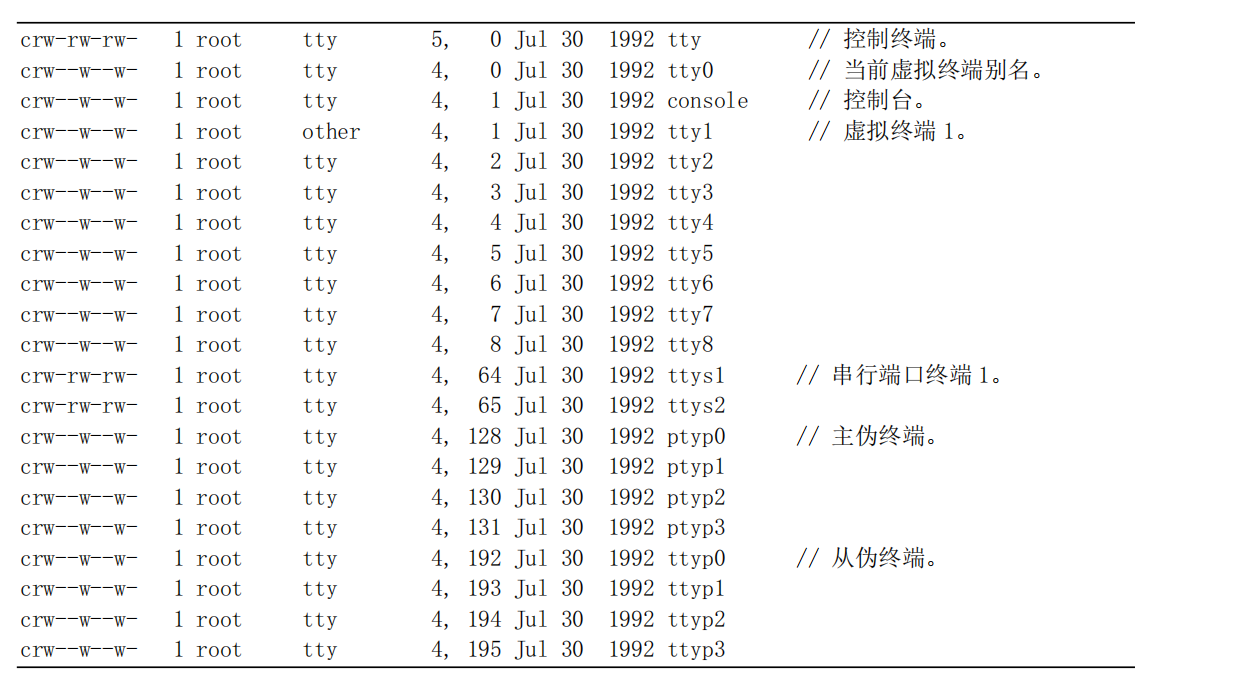 crw-rw-rw- 1 root tty 5, 0 Jul 30 1992 tty // 控制终端。
crw--w--w- 1 root tty 4, 0 Jul 30 1992 tty0 // 当前虚拟终端别名。
crw--w--w- 1 root tty 4, 1 Jul 30 1992 console // 控制台。
crw--w--w- 1 root other 4, 1 Jul 30 1992 tty1 // 虚拟终端 1。
crw--w--w- 1 root tty 4, 2 Jul 30 1992 tty2
crw--w--w- 1 root tty 4, 3 Jul 30 1992 tty3
crw--w--w- 1 root tty 4, 4 Jul 30 1992 tty4
crw--w--w- 1 root tty 4, 5 Jul 30 1992 tty5
crw--w--w- 1 root tty 4, 6 Jul 30 1992 tty6
crw--w--w- 1 root tty 4, 7 Jul 30 1992 tty7
crw--w--w- 1 root tty 4, 8 Jul 30 1992 tty8
crw-rw-rw- 1 root tty 4, 64 Jul 30 1992 ttys1 // 串行端口终端 1。
crw-rw-rw- 1 root tty 4, 65 Jul 30 1992 ttys2
crw--w--w- 1 root tty 4, 128 Jul 30 1992 ptyp0 // 主伪终端。
crw--w--w- 1 root tty 4, 129 Jul 30 1992 ptyp1
crw--w--w- 1 root tty 4, 130 Jul 30 1992 ptyp2
crw--w--w- 1 root tty 4, 131 Jul 30 1992 ptyp3
crw--w--w- 1 root tty 4, 192 Jul 30 1992 ttyp0 // 从伪终端。
crw--w--w- 1 root tty 4, 193 Jul 30 1992 ttyp1
crw--w--w- 1 root tty 4, 194 Jul 30 1992 ttyp2
crw--w--w- 1 root tty 4, 195 Jul 30 1992 ttyp3